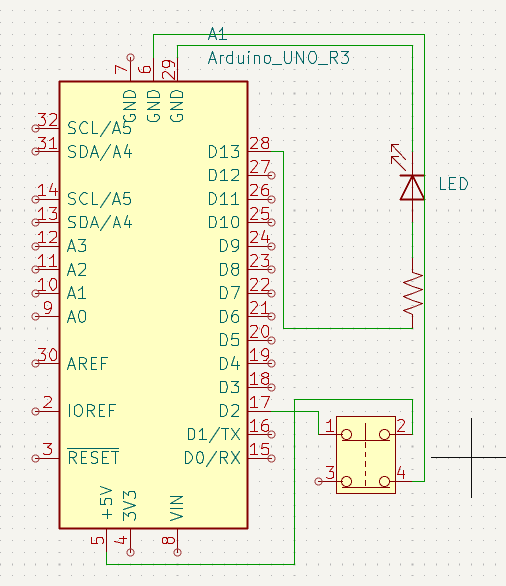 A1
Arduino_UNO_R3
7
6
29
GND
GND
GND
32 SCL/A5
31 SDA/A4
D13 28
D12 27
14 SCL/A5
D11 26
13 SDA/A4
D10 25
12 A3
D9 24
11 A2
D8 23
10 A1
D7 22
9 A0
D6 21
D5 20
30 AREF
D4 19
D3 18
2 IOREF
D2 17
D1/TX 16
3 RESET
D0/RX 15
LED
1
2
3
4
+5V
3V3
VIN
5
4
8